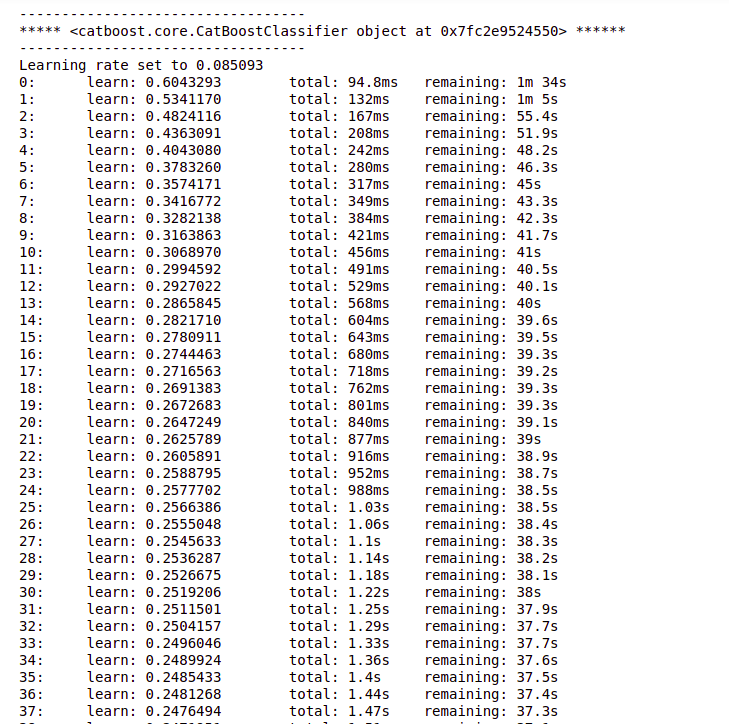 ----------------------------------
***** <catboost.core.CatBoostClassifier object at 0x7fc2e9524550> ******
----------------------------------
Learning rate set to 0.085093
0: learn: 0.6043293 total: 94.8ms remaining: 1m 34s
1: learn: 0.5341170 total: 132ms remaining: 1m 5s
2: learn: 0.4824116 total: 167ms remaining: 55.4s
3: learn: 0.4363091 total: 208ms remaining: 51.9s
4: learn: 0.4043080 total: 242ms remaining: 48.2s
5: learn: 0.3783260 total: 280ms remaining: 46.3s
6: learn: 0.3574171 total: 317ms remaining: 45s
7: learn: 0.3416772 total: 349ms remaining: 43.3s
8: learn: 0.3282138 total: 384ms remaining: 42.3s
9: learn: 0.3163863 total: 421ms remaining: 41.7s
10: learn: 0.3068970 total: 456ms remaining: 41s
11: learn: 0.2994592 total: 491ms remaining: 40.5s
12: learn: 0.2927022 total: 529ms remaining: 40.1s
13: learn: 0.2865845 total: 568ms remaining: 40s
14: learn: 0.2821710 total: 604ms remaining: 39.6s
15: learn: 0.2780911 total: 643ms remaining: 39.5s
16: learn: 0.2744463 total: 680ms remaining: 39.3s
17: learn: 0.2716563 total: 718ms remaining: 39.2s
18: learn: 0.2691383 total: 762ms remaining: 39.3s
19: learn: 0.2672683 total: 801ms remaining: 39.3s
20: learn: 0.2647249 total: 840ms remaining: 39.1s
21: learn: 0.2625789 total: 877ms remaining: 39s
22: learn: 0.2605891 total: 916ms remaining: 38.9s
23: learn: 0.2588795 total: 952ms remaining: 38.7s
24: learn: 0.2577702 total: 988ms remaining: 38.5s
25: learn: 0.2566386 total: 1.03s remaining: 38.5s
26: learn: 0.2555048 total: 1.06s remaining: 38.4s
27: learn: 0.2545633 total: 1.1s remaining: 38.3s
28: learn: 0.2536287 total: 1.14s remaining: 38.2s
29: learn: 0.2526675 total: 1.18s remaining: 38.1s
30: learn: 0.2519206 total: 1.22s remaining: 38s
31: learn: 0.2511501 total: 1.25s remaining: 37.9s
32: learn: 0.2504157 total: 1.29s remaining: 37.7s
33: learn: 0.2496046 total: 1.33s remaining: 37.7s
34: learn: 0.2489924 total: 1.36s remaining: 37.6s
35: learn: 0.2485433 total: 1.4s remaining: 37.5s
36: learn: 0.2481268 total: 1.44s remaining: 37.4s
37: learn: 0.2476494 total: 1.47s remaining: 37.3s